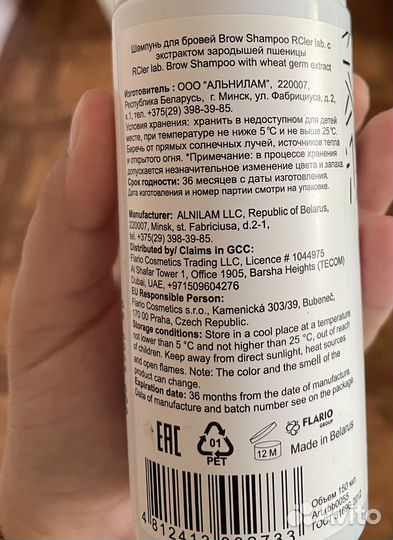 Шампунь для бровей Brow Shampoo RCler lab. с
экстрактом зародышей пшеницы
RCler lab. Brow Shampoo with wheat germ extract
Изготовитель: ООО "АЛЬНИЛАМ", 220007,
Республика Беларусь, г. Минск, ул. Фабрициуса, д.2,
к.1, тел. +375(29) 398-39-85.
Условия хранения: хранить в недоступном для детей
месте, при температуре не ниже 5°С и не выше 25°С.
Беречь от прямых солнечных лучей, источников тепла
и открытого огня. *Примечание: в процессе хранения
допускается незначительное изменение цвета и запаха.
Срок годности: 36 месяцев с даты изготовления.
Дата изготовления и номер партии смотри на упаковке.
Manufacturer: ALNILAM LLC, Republic of Belarus,
220007, Minsk, st. Fabriciusa, d.2-1,
tel. +375(29) 398-39-85.
Distributed by/ Claims in GCC:
Flario Cosmetics Trading LLC, Licence # 1044975
Al Shafar Tower 1, Office 1905, Barsha Heights (TECOM)
Dubai, UAE, +971509604276
EU Responsible Person:
Flario Cosmetics s.r.o., Kamenická 303/39, Bubeneč,
170 00 Praha, Czech Republic.
Storage conditions: Store in a cool place at a temperature
not lower than 5 °C and not higher than 25 °C, out of reach
of children. Keep away from direct sunlight, heat sources
and open flames. Note: The color and the smell of the
product can change.
Expiration date: 36 months from the date of manufacture.
Data of manufacture and batch number see on the package.
EAC
01
PET
12 M
FLARIO
GROUP
Made in Belarus
Объем 150 мл
Avito